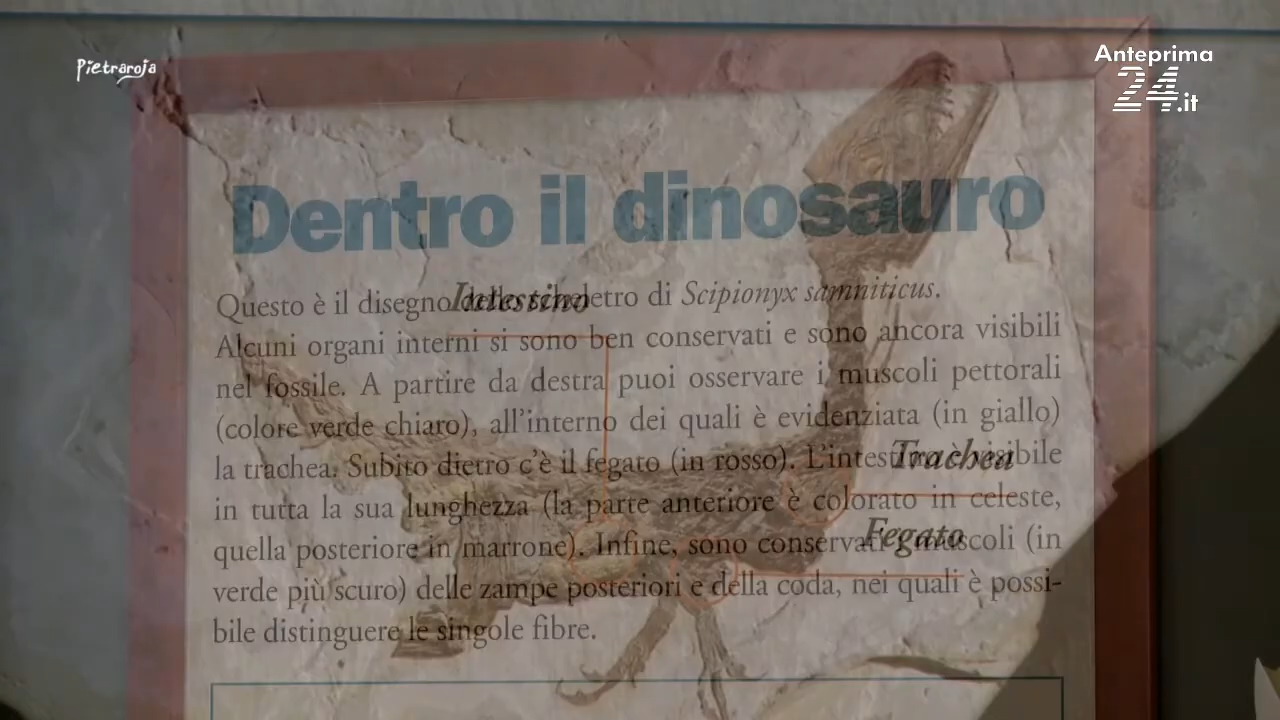 Pietraroja
Anteprima
24.it
Dentro il dinosauro
Intestino
Questo è il disegno dello scheletro di Scipionyx samniticus.
Alcuni organi interni si sono ben conservati e sono ancora visibili
nel fossile. A partire da destra puoi osservare i muscoli pettorali
(colore verde chiaro), all'interno dei quali è evidenziata (in giallo)
la trachea. Subito dietro c'è il fegato (in rosso). L'intestino è visibile
Trachea
in tutta la sua lunghezza (la parte anteriore è colorato in celeste,
Fegato
quella posteriore in marrone). Infine, sono conservati i muscoli (in
verde più scuro) delle zampe posteriori e della coda, nei quali è possi-
bile distinguere le singole fibre.